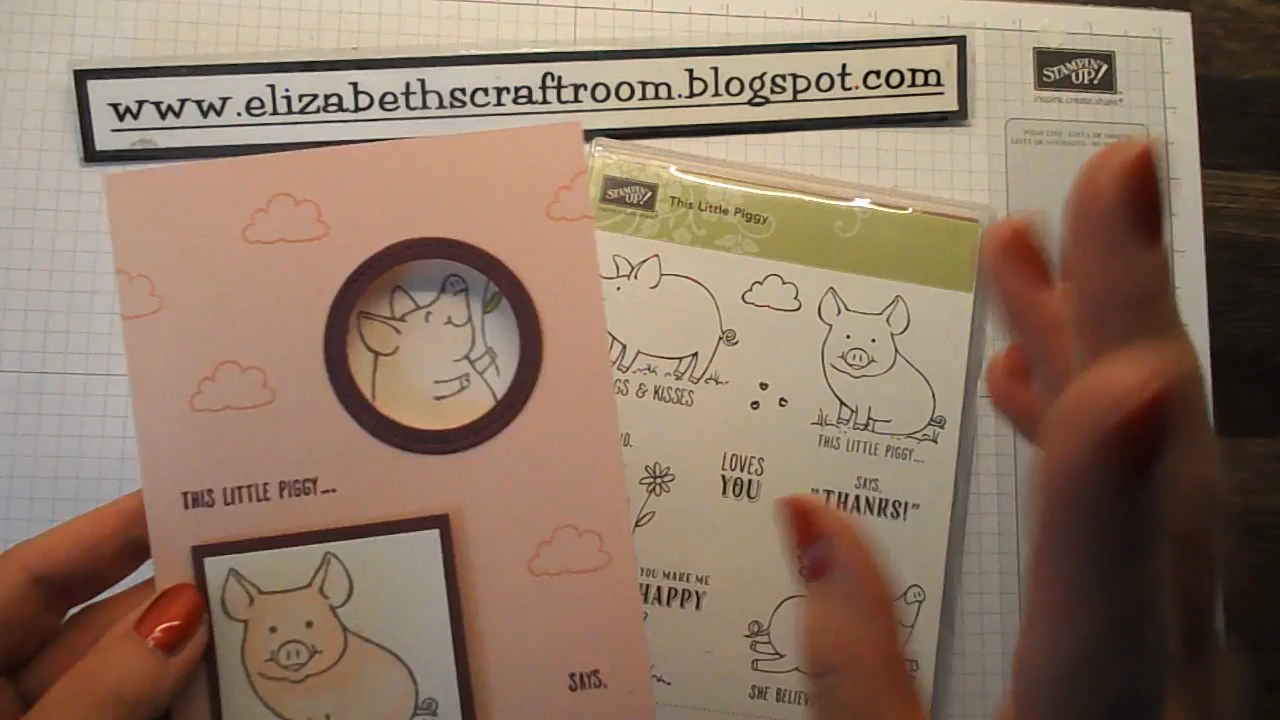 www.elizabethscraftroom.blogspot.com
STAMPIN' UP!
inspire.create.share
STAMPIN' UP!
This Little Piggy
GS & KISSES
THIS LITTLE PIGGY...
LOVES
YOU
SAYS,
"THANKS!"
YOU MAKE ME
HAPPY
SHE BELIEV
THIS LITTLE PIGGY...
SAYS,